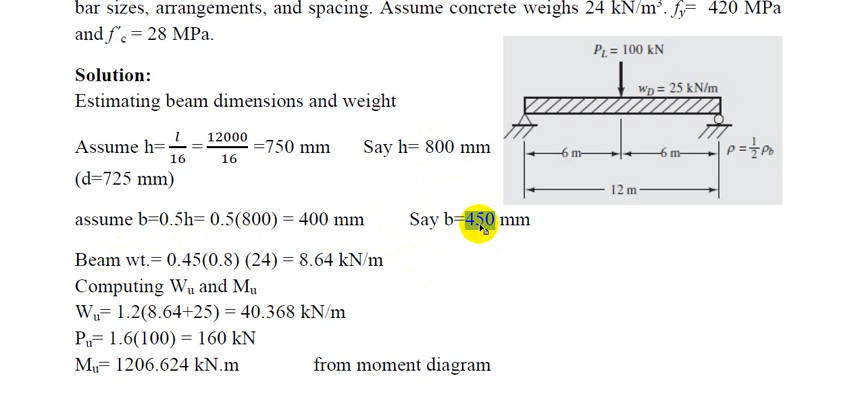 bar sizes, arrangements, and spacing. Assume concrete weighs 24 kN/m³. fy= 420 MPa
and f'c = 28 MPa.
Solution:
Estimating beam dimensions and weight
Assume h= l/16 = 12000/16 =750 mm Say h= 800 mm
(d=725 mm)
assume b=0.5h= 0.5(800) = 400 mm Say b=450 mm
Beam wt.= 0.45(0.8) (24) = 8.64 kN/m
Computing Wu and Mu
Wu= 1.2(8.64+25) = 40.368 kN/m
Pu= 1.6(100) = 160 kN
Mu= 1206.624 kN.m from moment diagram
PL = 100 kN
wD = 25 kN/m
6 m 6 m ρ = 1/2 ρb
12 m